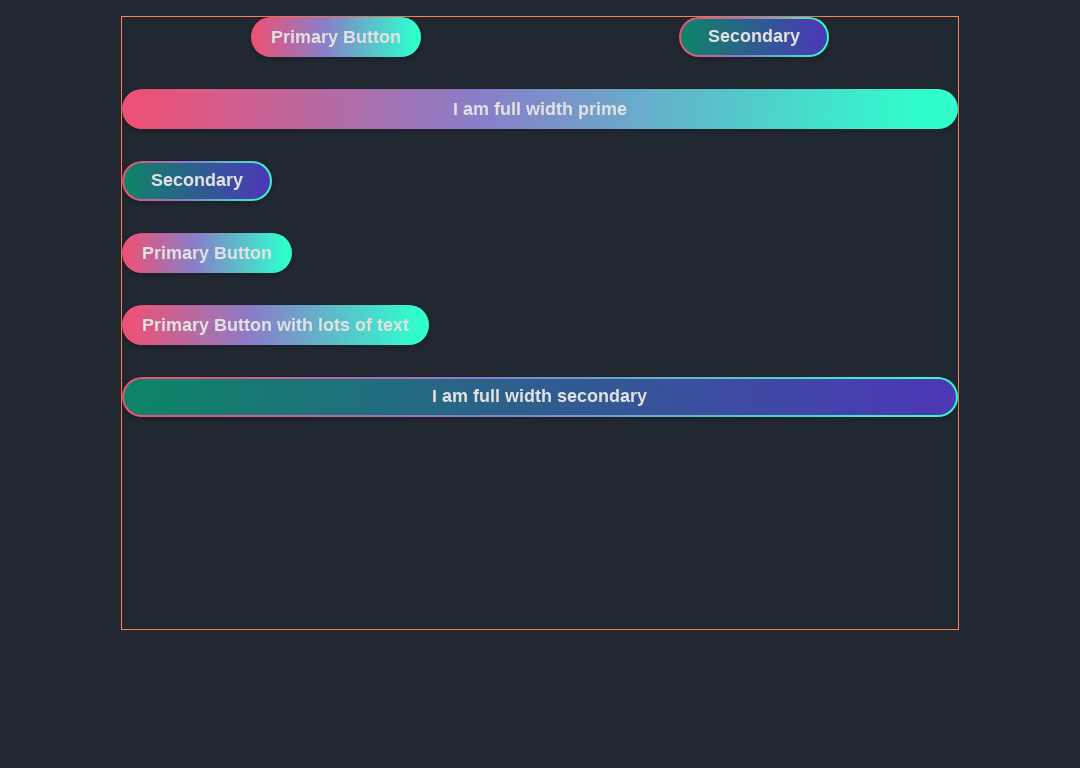 Primary Button
Secondary
I am full width prime
Secondary
Primary Button
Primary Button with lots of text
I am full width secondary